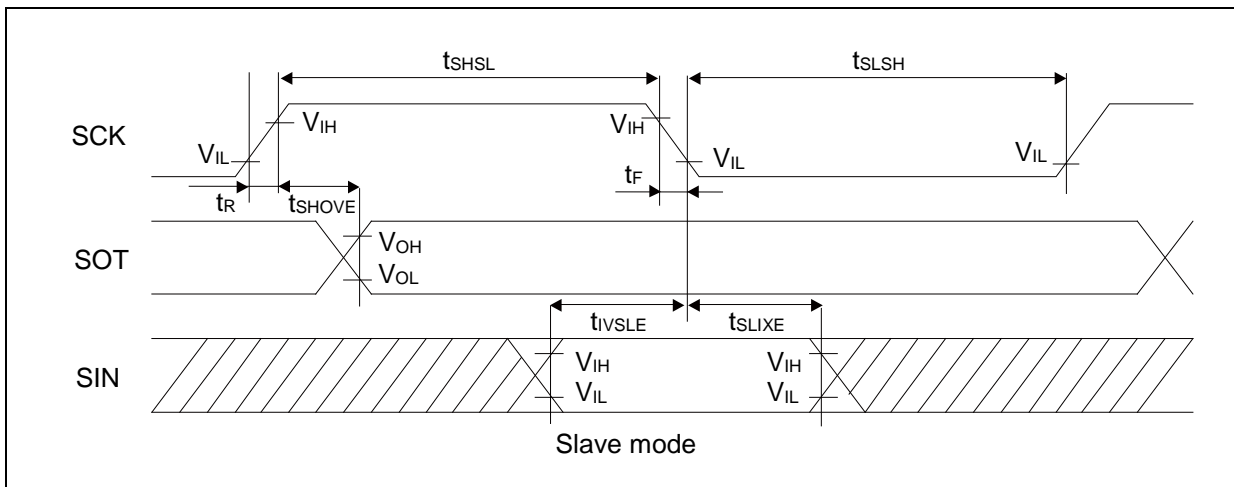 tSHSL
tSLSH
SCK
VIH
VIH
VIL
VIL
VIL
tR
tSHOVE
tF
SOT
VOH
VOL
tIVSLE
tSLIXE
SIN
VIH
VIH
VIL
VIL
Slave mode